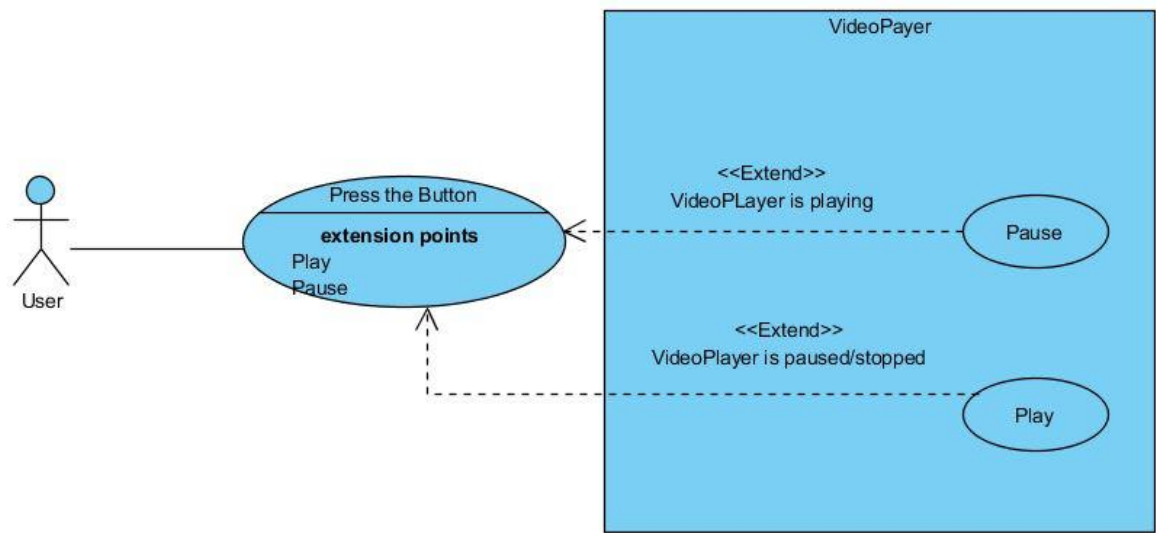 VideoPayer
<<Extend>>
VideoPLayer is playing
Press the Button
extension points
Play
Pause
Pause
User
<<Extend>>
VideoPlayer is paused/stopped
Play